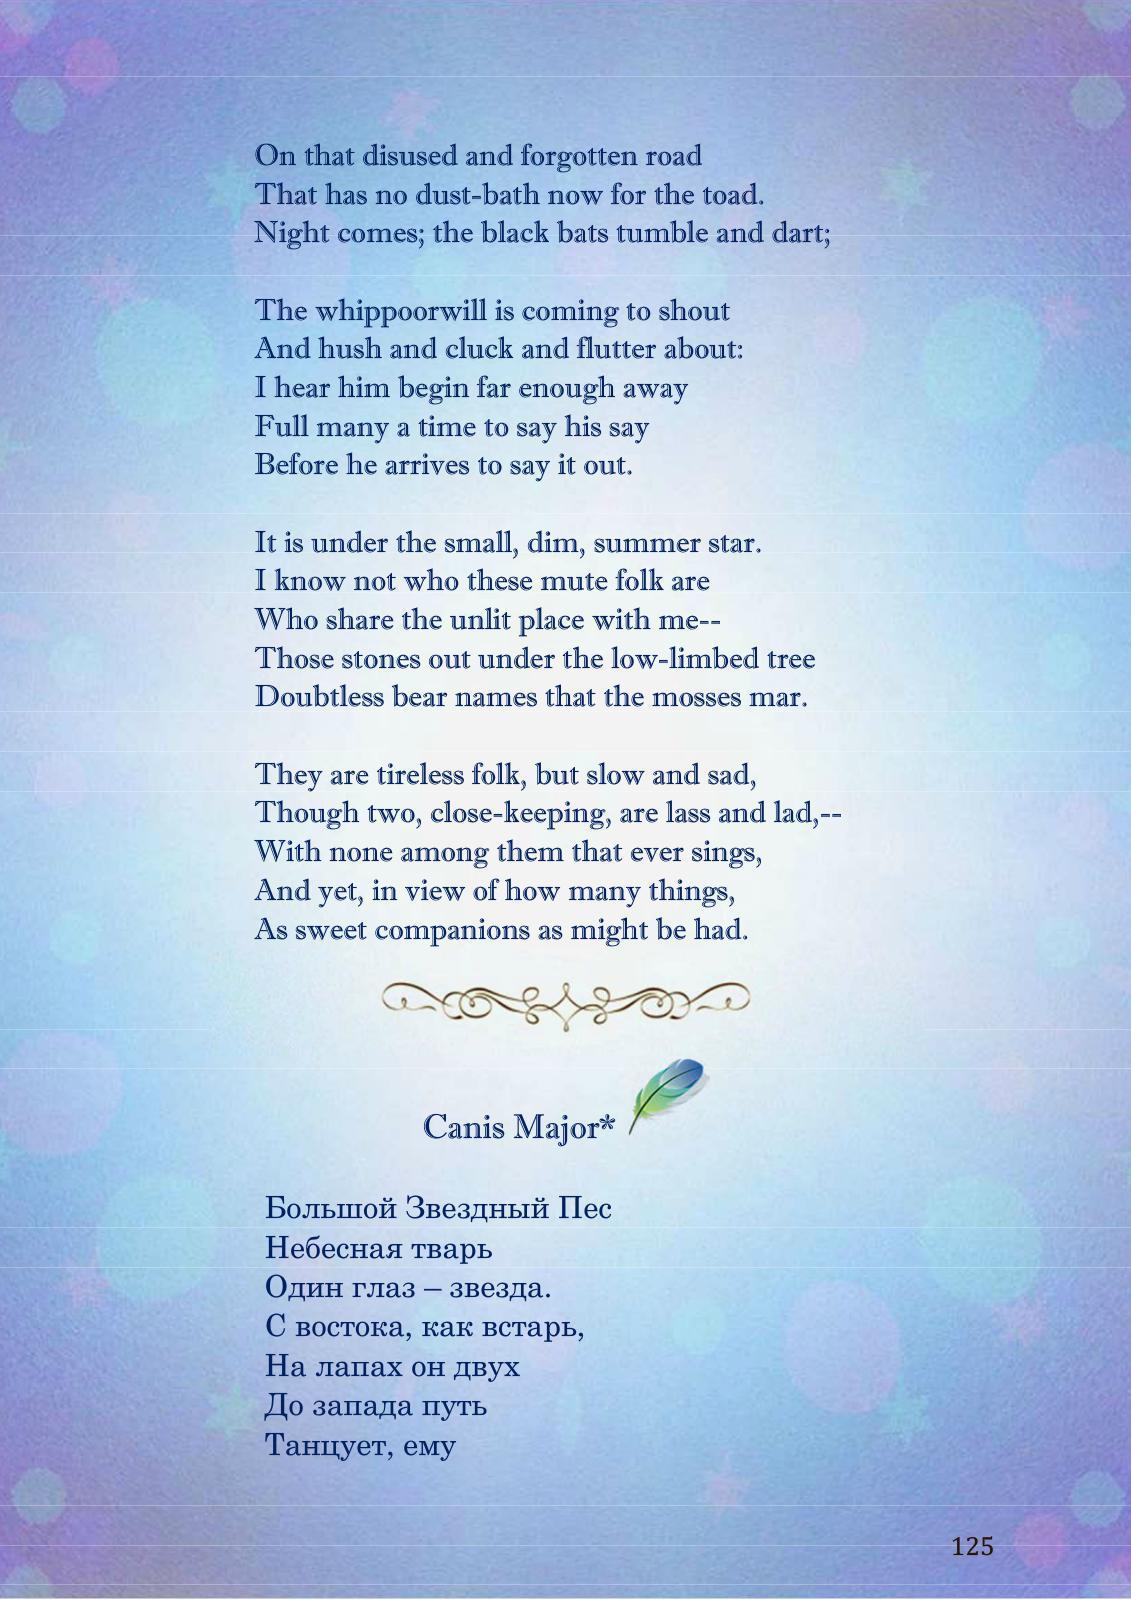 On that disused and forgotten road
That has no dust-bath now for the toad.
Night comes; the black bats tumble and dart;
The whippoorwill is coming to shout
And hush and cluck and flutter about:
I hear him begin far enough away
Full many a time to say his say
Before he arrives to say it out.
It is under the small, dim, summer star.
I know not who these mute folk are
Who share the unlit place with me--
Those stones out under the low-limbed tree
Doubtless bear names that the mosses mar.
They are tireless folk, but slow and sad,
Though two, close-keeping, are lass and lad,--
With none among them that ever sings,
And yet, in view of how many things,
As sweet companions as might be had.
Canis Major*
Большой Звездный Пес
Небесная тварь
Один глаз – звезда.
С востока, как встарь,
На лапах он двух
До запада путь
Танцует, ему
125